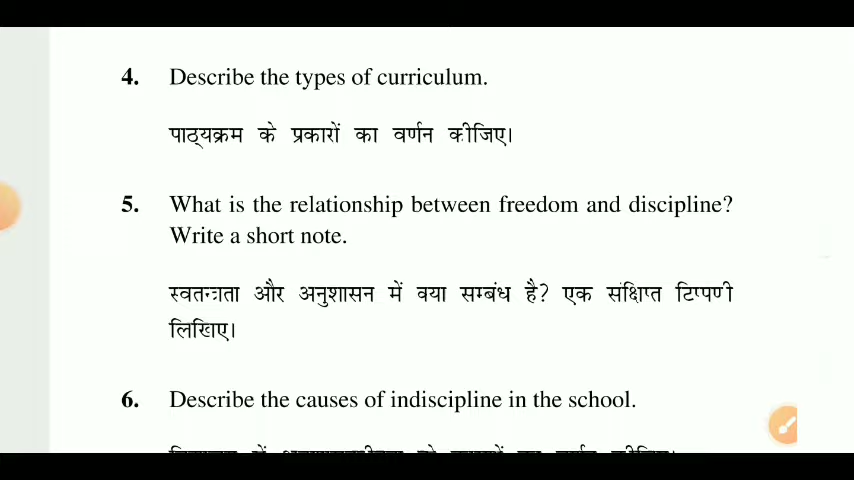 4. Describe the types of curriculum.
पाठ्यक्रम के प्रकारों का वर्णन कीजिए।
5. What is the relationship between freedom and discipline?
Write a short note.
स्वतन्त्रता और अनुशासन में क्या सम्बंध है? एक संक्षिप्त टिप्पणी
लिखिए।
6. Describe the causes of indiscipline in the school.